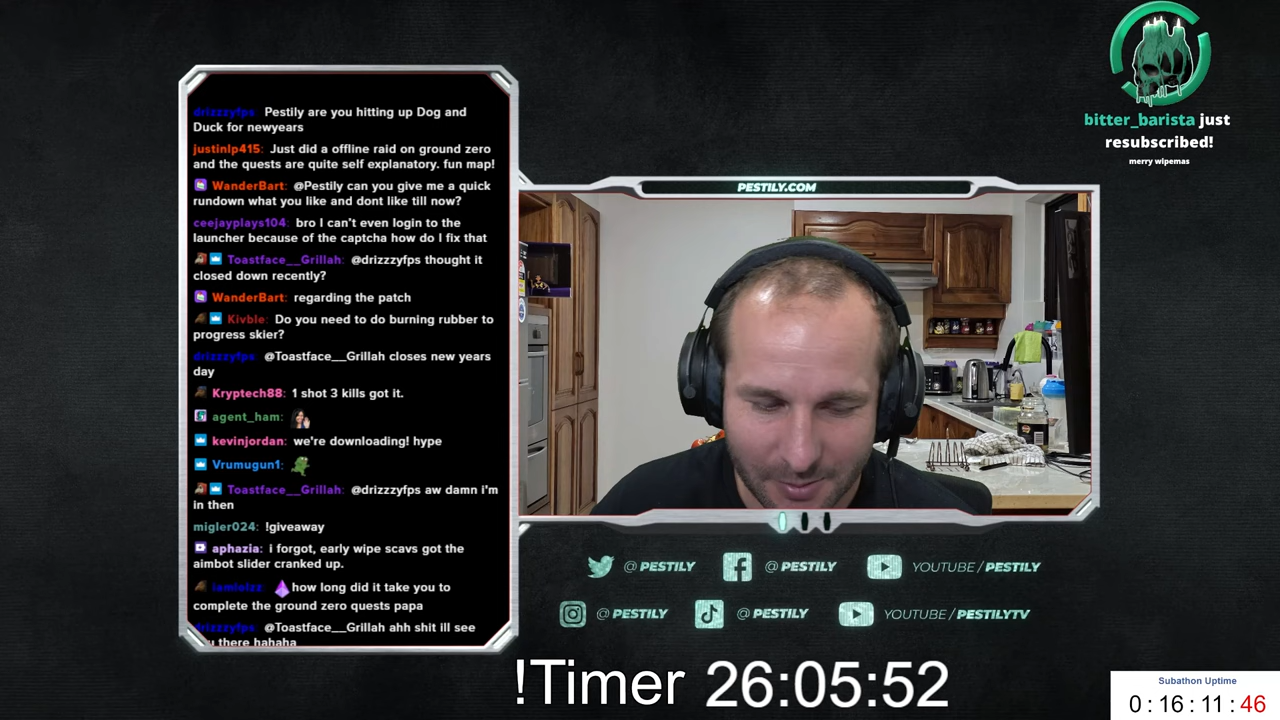 drizzzyfps Pestily are you hitting up Dog and
Duck for newyears
justinlp415: Just did a offline raid on ground zero
and the quests are quite self explanatory. fun map!
WanderBart: @Pestily can you give me a quick
rundown what you like and dont like till now?
ceejayplays104: bro I can't even login to the
launcher because of the captcha how do I fix that
Toastface__Grillah: @drizzzyfps thought it
closed down recently?
WanderBart: regarding the patch
Kivble: Do you need to do burning rubber to
progress skier?
drizzzyfps @Toastface__Grillah closes new years
day
Kryptech88: 1 shot 3 kills got it.
agent_ham:
kevinjordan: we're downloading! hype
Vrumugun1:
Toastface__Grillah: @drizzzyfps aw damn i'm
in then
migler024: !giveaway
aphazia: i forgot, early wipe scavs got the
aimbot slider cranked up.
how long did it take you to
complete the ground zero quests papa
drizzzyfps @Toastface__Grillah ahh shit ill see
you there hahaha
PESTILY.COM
bitter_barista just
resubscribed!
merry wipemas
@PESTILY @PESTILY YOUTUBE/PESTILY
@PESTILY @PESTILY YOUTUBE/PESTILYTV
!Timer 26:05:52
Subathon Uptime
0:16:11:46